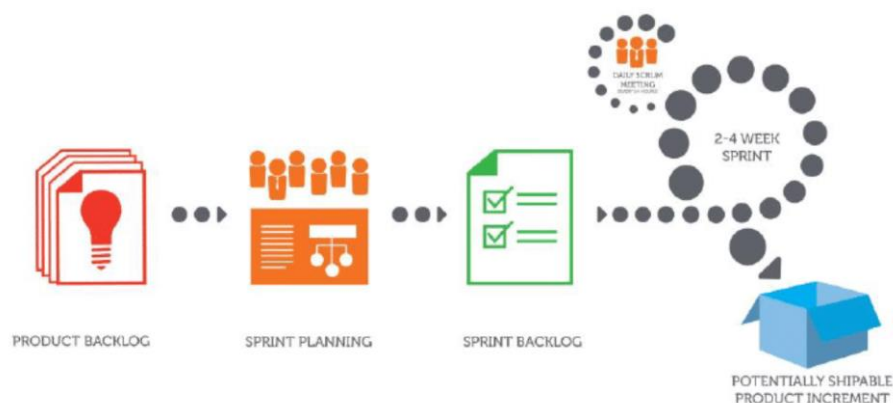 DAILY SCRUM
MEETING
2-4 WEEK
SPRINT
PRODUCT BACKLOG
SPRINT PLANNING
SPRINT BACKLOG
POTENTIALLY SHIPABLE
PRODUCT INCREMENT